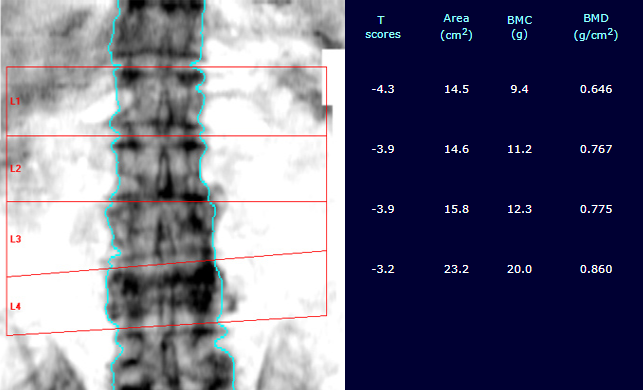 T scores Area (cm²) BMC (g) BMD (g/cm²)
L1 -4.3 14.5 9.4 0.646
L2 -3.9 14.6 11.2 0.767
L3 -3.9 15.8 12.3 0.775
L4 -3.2 23.2 20.0 0.860